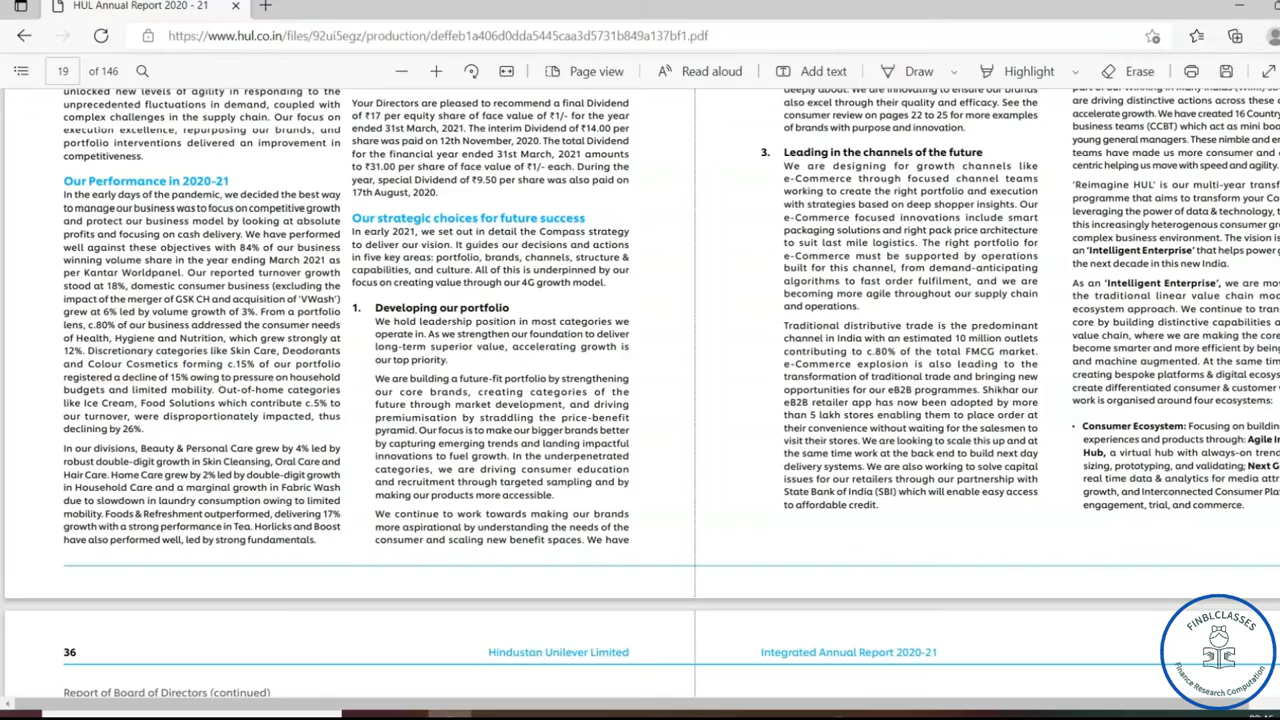 HUL Annual Report 2020 - 21
https://www.hul.co.in/files/92ui5egz/production/deffeb1a406d0dda5445caa3d5731b849a137bf1.pdf
19 of 146
Page view
Read aloud
Add text
Draw
Highlight
Erase
unlocked new levels of agility in responding to the
unprecedented fluctuations in demand, coupled with
complex challenges in the supply chain. Our focus on
execution excellence, repurposing our brands, and
portfolio interventions delivered an improvement in
competitiveness.
Our Performance in 2020-21
In the early days of the pandemic, we decided the best way
to manage our business was to focus on competitive growth
and protect our business model by looking at absolute
profits and focusing on cash delivery. We have performed
well against these objectives with 84% of our business
winning volume share in the year ending March 2021 as
per Kantar Worldpanel. Our reported turnover growth
stood at 18%, domestic consumer business (excluding the
impact of the merger of GSK CH and acquisition of 'VWash')
grew at 6% led by volume growth of 3%. From a portfolio
lens, c.80% of our business addressed the consumer needs
of Health, Hygiene and Nutrition, which grew strongly at
12%. Discretionary categories like Skin Care, Deodorants
and Colour Cosmetics forming c.15% of our portfolio
registered a decline of 15% owing to pressure on household
budgets and limited mobility. Out-of-home categories
like Ice Cream, Food Solutions which contribute c.5% to
our turnover, were disproportionately impacted, thus
declining by 26%.
In our divisions, Beauty & Personal Care grew by 4% led by
robust double-digit growth in Skin Cleansing, Oral Care and
Hair Care. Home Care grew by 2% led by double-digit growth
in Household Care and a marginal growth in Fabric Wash
due to slowdown in laundry consumption owing to limited
mobility. Foods & Refreshment outperformed, delivering 17%
growth with a strong performance in Tea. Horlicks and Boost
have also performed well, led by strong fundamentals.
Your Directors are pleased to recommend a final Dividend
of ₹17 per equity share of face value of ₹1/- for the year
ended 31st March, 2021. The interim Dividend of ₹14.00 per
share was paid on 12th November, 2020. The total Dividend
for the financial year ended 31st March, 2021 amounts
to ₹31.00 per share of face value of ₹1/- each. During the
year, special Dividend of ₹9.50 per share was also paid on
17th August, 2020.
Our strategic choices for future success
In early 2021, we set out in detail the Compass strategy
to deliver our vision. It guides our decisions and actions
in five key areas: portfolio, brands, channels, structure &
capabilities, and culture. All of this is underpinned by our
focus on creating value through our 4G growth model.
1. Developing our portfolio
We hold leadership position in most categories we
operate in. As we strengthen our foundation to deliver
long-term superior value, accelerating growth is
our top priority.
We are building a future-fit portfolio by strengthening
our core brands, creating categories of the
future through market development, and driving
premiumisation by straddling the price-benefit
pyramid. Our focus is to make our bigger brands better
by capturing emerging trends and landing impactful
innovations to fuel growth. In the underpenetrated
categories, we are driving consumer education
and recruitment through targeted sampling and by
making our products more accessible.
We continue to work towards making our brands
more aspirational by understanding the needs of the
consumer and scaling new benefit spaces. We have
deeply about. We are innovating to ensure our brands
also excel through their quality and efficacy. See the
consumer review on pages 22 to 25 for more examples
of brands with purpose and innovation.
3. Leading in the channels of the future
We are designing for growth channels like
e-Commerce through focused channel teams
working to create the right portfolio and execution
with strategies based on deep shopper insights. Our
e-Commerce focused innovations include smart
packaging solutions and right pack price architecture
to suit last mile logistics. The right portfolio for
e-Commerce must be supported by operations
built for this channel, from demand-anticipating
algorithms to fast order fulfilment, and we are
becoming more agile throughout our supply chain
and operations.
Traditional distributive trade is the predominant
channel in India with an estimated 10 million outlets
contributing to c.80% of the total FMCG market.
e-Commerce explosion is also leading to the
transformation of traditional trade and bringing new
opportunities for our eB2B programmes. Shikhar our
eB2B retailer app has now been adopted by more
than 5 lakh stores enabling them to place order at
their convenience without waiting for the salesmen to
visit their stores. We are looking to scale this up and at
the same time work at the back end to build next day
delivery systems. We are also working to solve capital
issues for our retailers through our partnership with
State Bank of India (SBI) which will enable easy access
to affordable credit.
are driving distinctive actions across these
accelerate growth. We have created 16 Country
business teams (CCBT) which act as mini
young general managers. These nimble and
teams have made us more consumer and
centric helping us move with speed and agility.
'Reimagine HUL' is our multi-year
programme that aims to transform your
leveraging the power of data & technology,
this increasingly heterogenous consumer
complex business environment. The vision is
an 'Intelligent Enterprise' that helps power
the next decade in this new India.
As an 'Intelligent Enterprise', we are
the traditional linear value chain
ecosystem approach. We continue to
core by building distinctive capabilities
value chain, where we are making the core
become smarter and more efficient by being
and machine augmented. At the same time
creating bespoke platforms & digital
create differentiated consumer & customer
work is organised around four ecosystems:
• Consumer Ecosystem: Focusing on
experiences and products through: Agile
Hub, a virtual hub with always-on
sizing, prototyping, and validating; Next
real time data & analytics for media
growth, and Interconnected Consumer
engagement, trial, and commerce.
36 Hindustan Unilever Limited
Integrated Annual Report 2020-21
Report of Board of Directors (continued)
FINBLCLASSES
Finance Research Computation